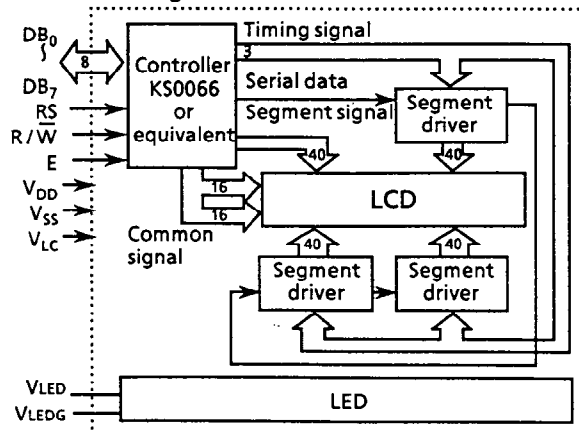 Timing signal
3
DB0
8
DB7
RS
R/W
E
VDD
VSS
VLC
Controller
KS0066
or
equivalent
Serial data
Segment signal
Segment
driver
40
40
16
16
LCD
Common
signal
40
40
Segment
driver
Segment
driver
VLED
VLEDG
LED